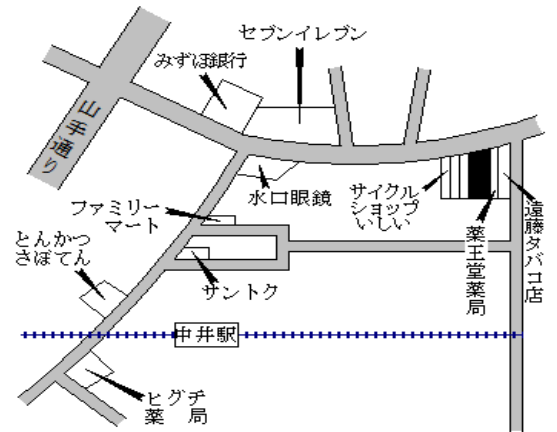 セブンイレブン
みずほ銀行
山手通り
水口眼鏡
サイクル
ショップ
いしい
遠藤タバコ店
薬王堂薬局
ファミリー
マート
とんかつ
さぼてん
サントク
中井駅
ヒグチ
薬　局